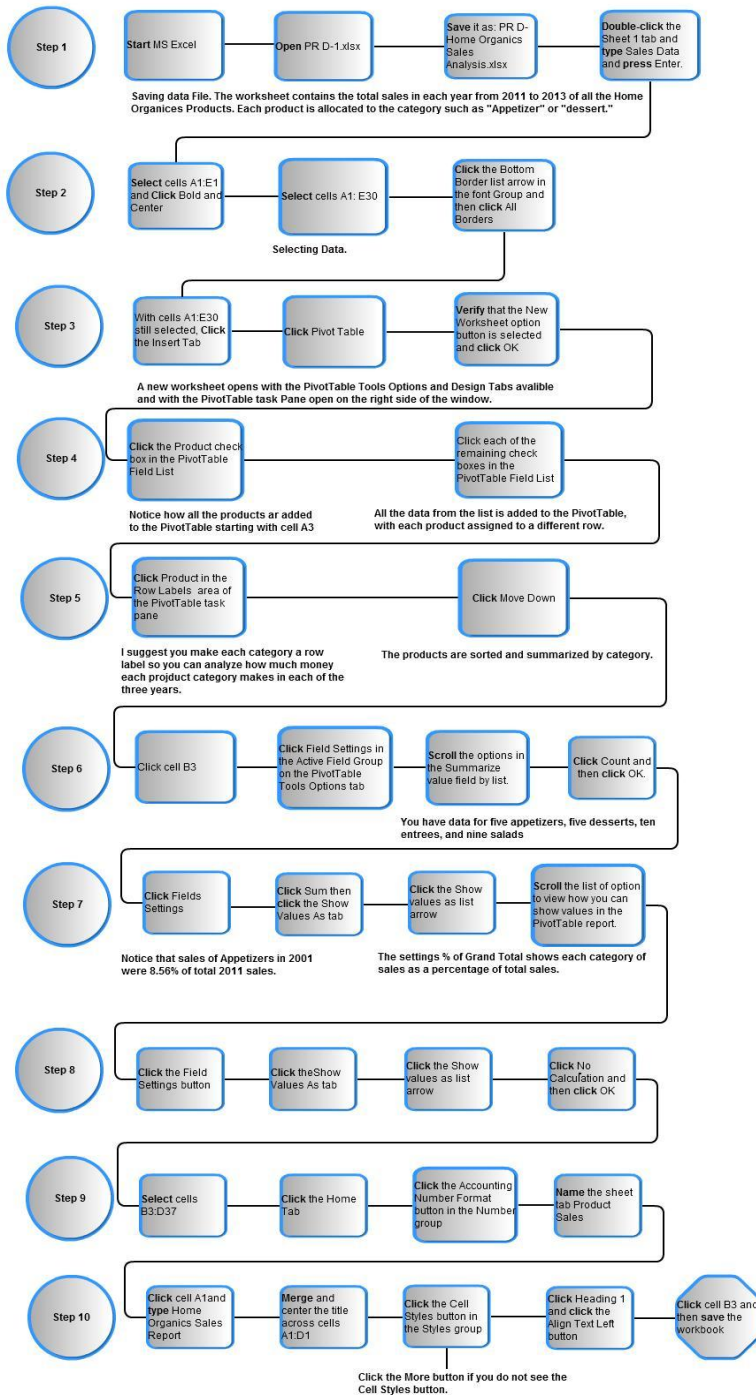 Step 1
Start MS Excel
Open PR D-1.xlsx
Save it as: PR D-
Home Organics
Sales
Analysis.xlsx
Double-click the
Sheet 1 tab and
type Sales Data
and press Enter.
Saving data File. The worksheet contains the total sales in each year from 2011 to 2013 of all the Home
Organices Products. Each product is allocated to the category such as "Appetizer" or "dessert."
Step 2
Select cells A1:E1
and Click Bold and
Center
Select cells A1: E30
Click the Bottom
Border list arrow in
the font Group and
then click All
Borders
Selecting Data.
Step 3
With cells A1:E30
still selected, Click
the Insert Tab
Click Pivot Table
Verify that the New
Worksheet option
button is selected
and click OK
A new worksheet opens with the PivotTable Tools Options and Design Tabs avalible
and with the PivotTable task Pane open on the right side of the window.
Step 4
Click the Product check
box in the PivotTable
Field List
Click each of the
remaining check
boxes in the
PivotTable Field List
Notice how all the products ar added
to the PivotTable starting with cell A3
All the data from the list is added to the PivotTable,
with each product assigned to a different row.
Step 5
Click Product in the
Row Labels area of
the PivotTable task
pane
Click Move Down
I suggest you make each category a row
label so you can analyze how much money
each projduct category makes in each of the
three years.
The products are sorted and summarized by category.
Step 6
Click cell B3
Click Field Settings in
the Active Field Group
on the PivotTable
Tools Options tab
Scroll the options in
the Summarize
value field by list.
Click Count and
then click OK.
You have data for five appetizers, five desserts, ten
entrees, and nine salads
Step 7
Click Fields
Settings
Click Sum then
click the Show
Values As tab
Click the Show
values as list
arrow
Scroll the list of option
to view how you can
show values in the
PivotTable report.
Notice that sales of Appetizers in 2001
were 8.56% of total 2011 sales.
The settings % of Grand Total shows each category of
sales as a percentage of total sales.
Step 8
Click the Field
Settings button
Click theShow
Values As tab
Click the Show
values as list
arrow
Click No
Calculation and
then click OK
Step 9
Select cells
B3:D37
Click the Home
Tab
Click the Accounting
Number Format
button in the Number
group
Name the sheet
tab Product
Sales
Step 10
Click cell A1and
type Home
Organics Sales
Report
Merge and
center the title
across cells
A1:D1
Click the Cell
Styles button in
the Styles group
Click Heading 1
and click the
Align Text Left
button
Click cell B3 and
then save the
workbook
Click the More button if you do not see the
Cell Styles button.